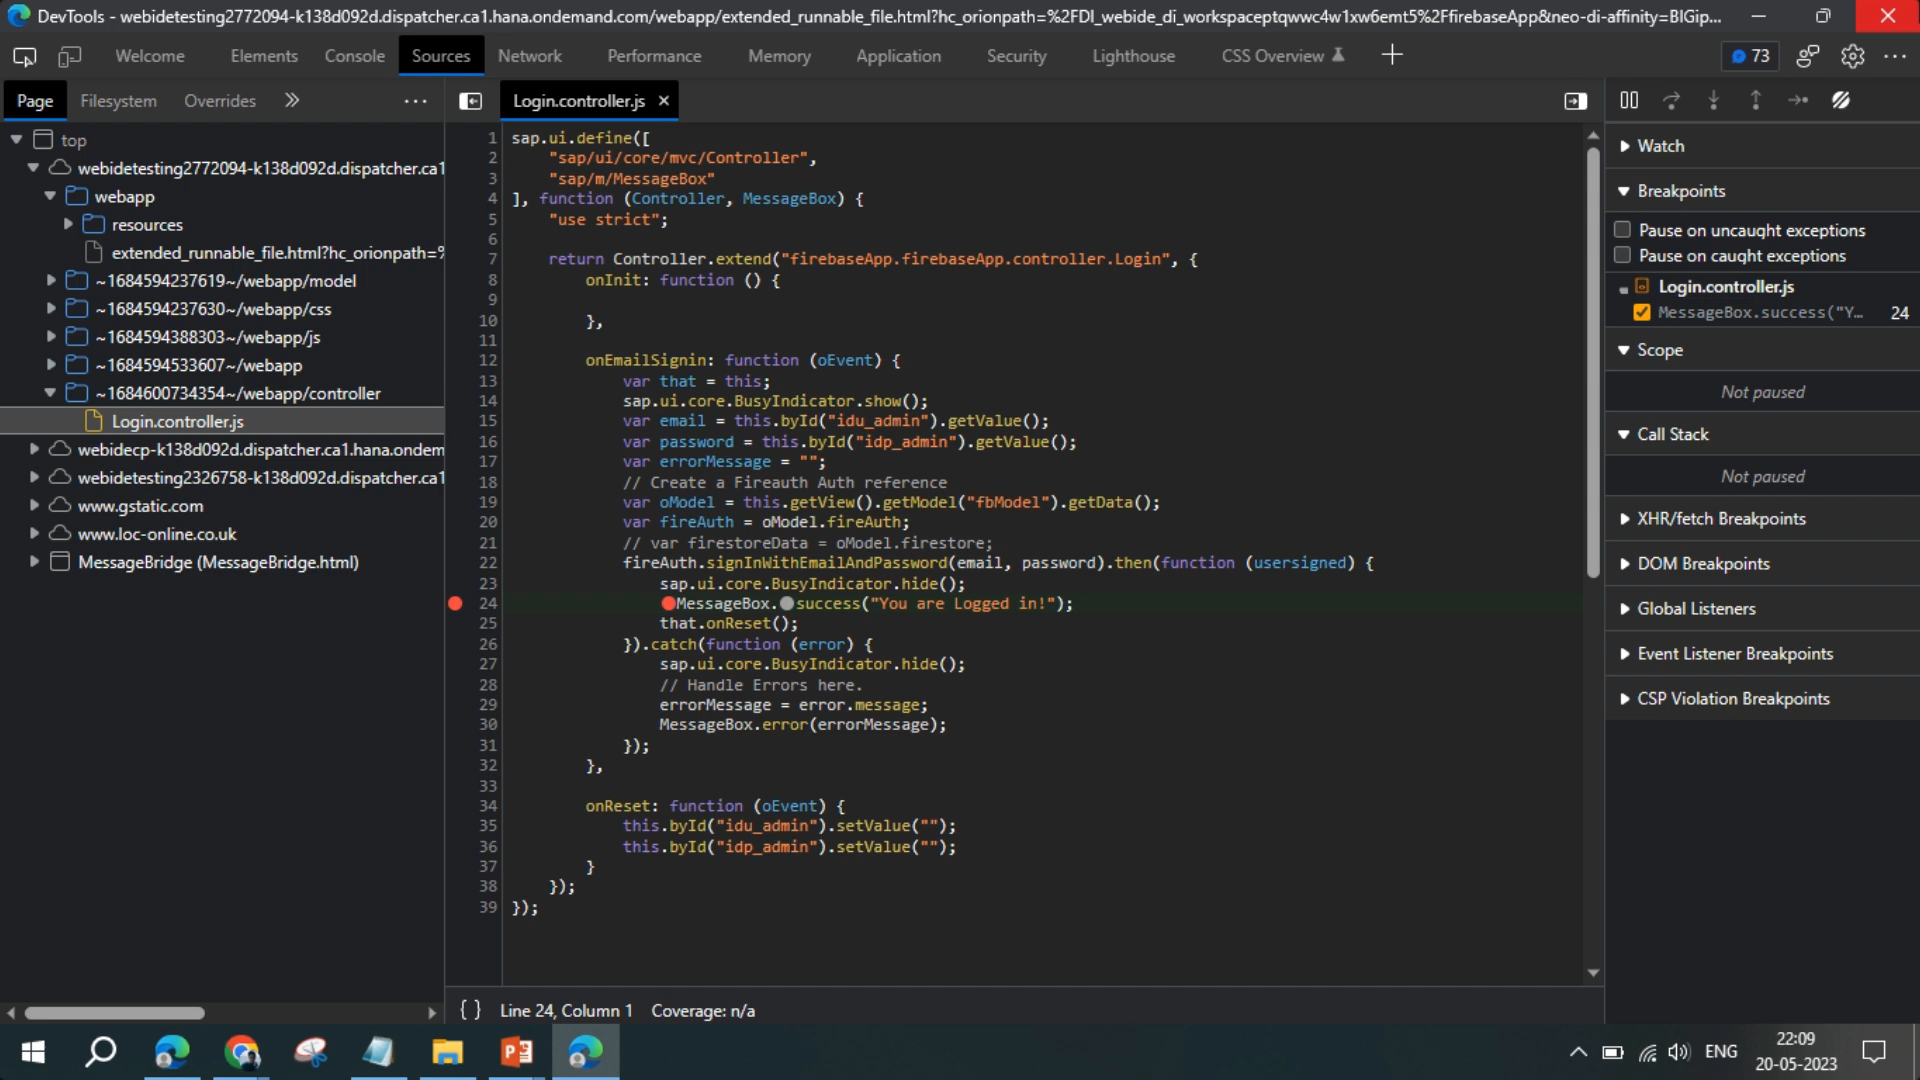 DevTools - webidetesting2772094-k138d092d.dispatcher.ca1.hana.ondemand.com/webapp/extended_runnable_file.html?hc_orionpath=%2FDI_webide_di_workspaceptqwwc4w1xw6emt5%2FfirebaseApp&neo-di-affinity=BIGip...
Welcome Elements Console Sources Network Performance Memory Application Security Lighthouse CSS Overview 73
Page Filesystem Overrides
Login.controller.js
top
webidetesting2772094-k138d092d.dispatcher.ca1
webapp
resources
extended_runnable_file.html?hc_orionpath=%
~1684594237619~/webapp/model
~1684594237630~/webapp/css
~1684594388303~/webapp/js
~1684594533607~/webapp
~1684600734354~/webapp/controller
Login.controller.js
webidecp-k138d092d.dispatcher.ca1.hana.ondem
webidetesting2326758-k138d092d.dispatcher.ca1
www.gstatic.com
www.loc-online.co.uk
MessageBridge (MessageBridge.html)
1 sap.ui.define([
2 "sap/ui/core/mvc/Controller",
3 "sap/m/MessageBox"
4 ], function (Controller, MessageBox) {
5 "use strict";
6
7 return Controller.extend("firebaseApp.firebaseApp.controller.Login", {
8 onInit: function () {
9
10 },
11
12 onEmailSignin: function (oEvent) {
13 var that = this;
14 sap.ui.core.BusyIndicator.show();
15 var email = this.byId("idu_admin").getValue();
16 var password = this.byId("idp_admin").getValue();
17 var errorMessage = "";
18 // Create a Fireauth Auth reference
19 var oModel = this.getView().getModel("fbModel").getData();
20 var fireAuth = oModel.fireAuth;
21 // var firestoreData = oModel.firestore;
22 fireAuth.signInWithEmailAndPassword(email, password).then(function (usersigned) {
23 sap.ui.core.BusyIndicator.hide();
24 MessageBox.success("You are Logged in!");
25 that.onReset();
26 }).catch(function (error) {
27 sap.ui.core.BusyIndicator.hide();
28 // Handle Errors here.
29 errorMessage = error.message;
30 MessageBox.error(errorMessage);
31 });
32 },
33
34 onReset: function (oEvent) {
35 this.byId("idu_admin").setValue("");
36 this.byId("idp_admin").setValue("");
37 }
38 });
39 });
{ } Line 24, Column 1 Coverage: n/a
Watch
Breakpoints
Pause on uncaught exceptions
Pause on caught exceptions
Login.controller.js
MessageBox.success("Y... 24
Scope
Not paused
Call Stack
Not paused
XHR/fetch Breakpoints
DOM Breakpoints
Global Listeners
Event Listener Breakpoints
CSP Violation Breakpoints
ENG
22:09
20-05-2023